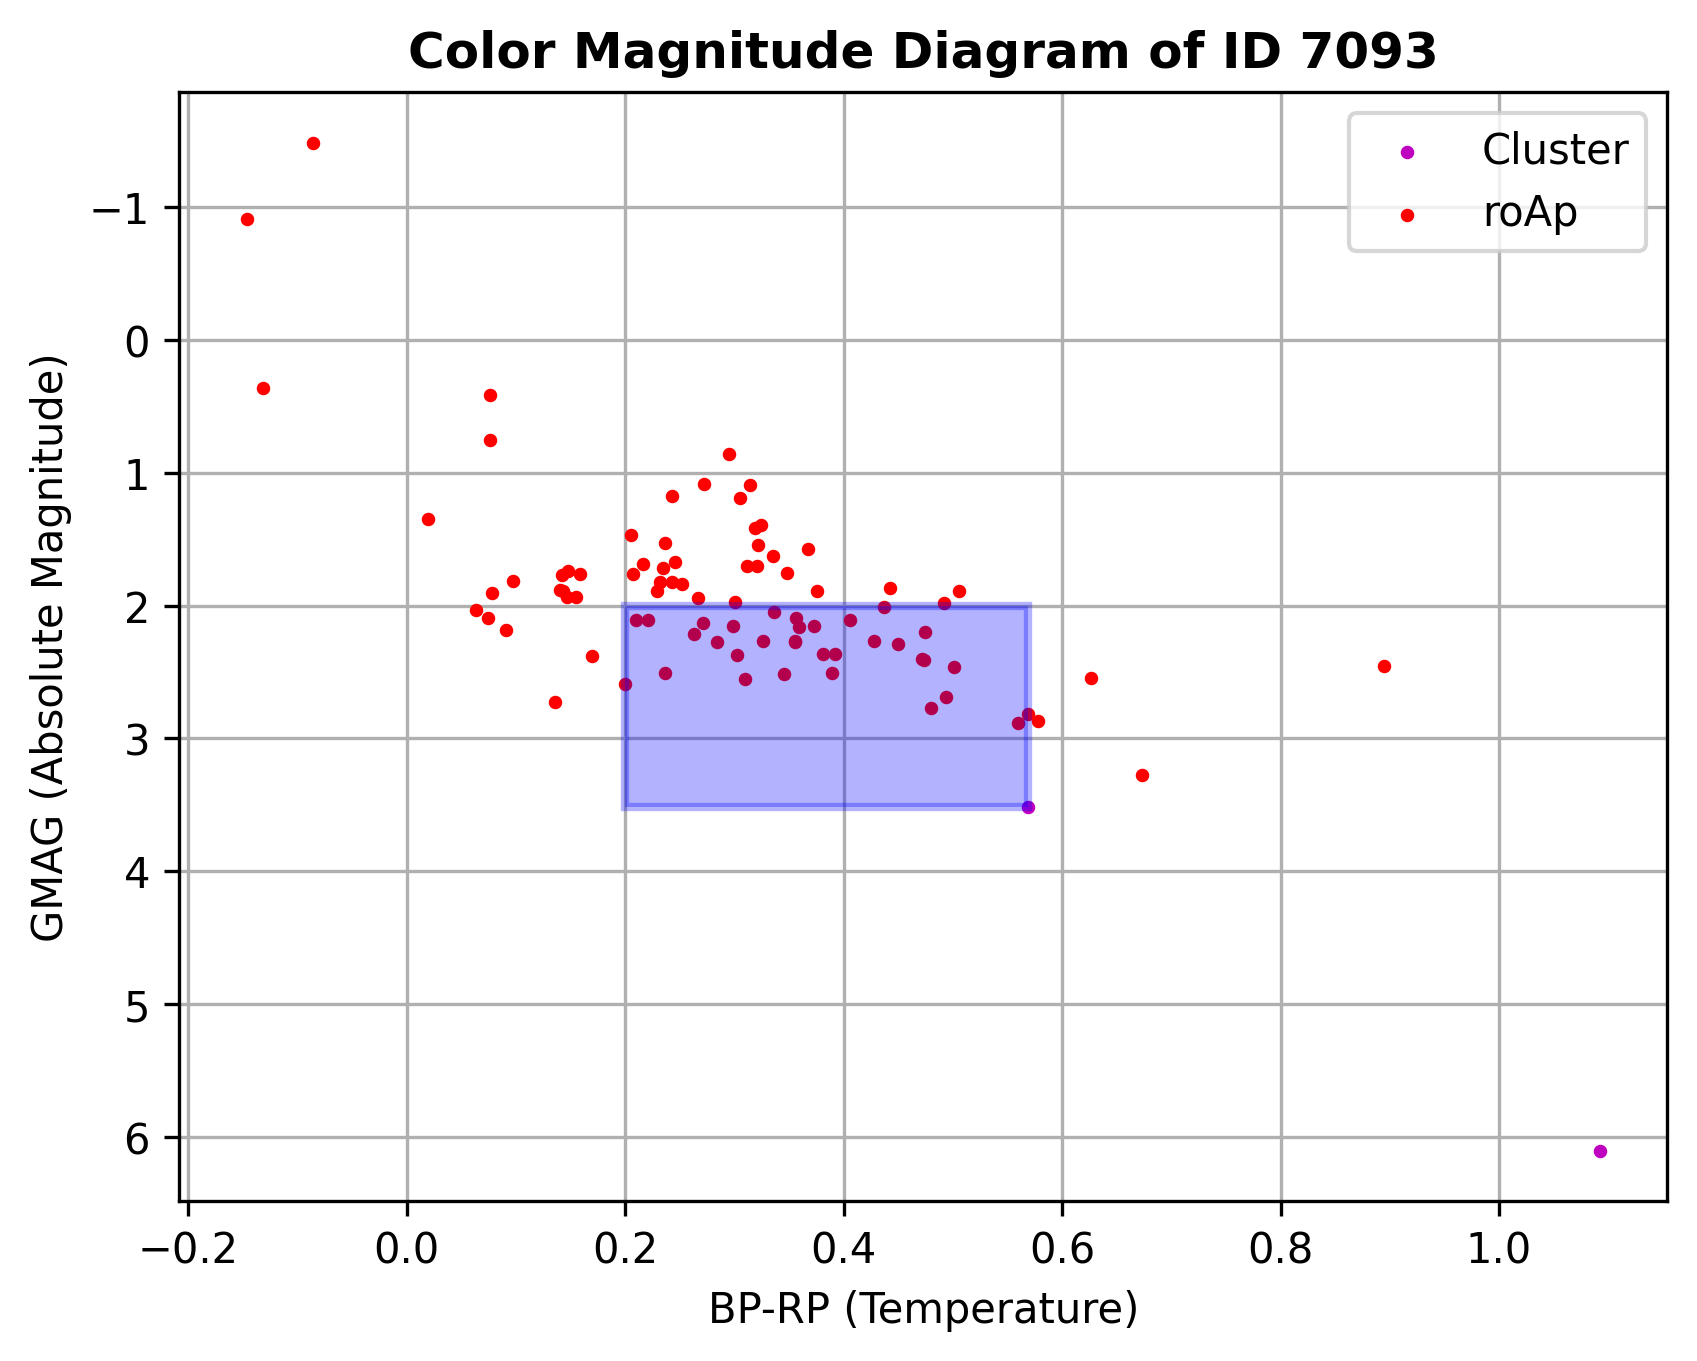 Color Magnitude Diagram of ID 7093
Cluster
roAp
GMAG (Absolute Magnitude)
−1
0
1
2
3
4
5
6
−0.2 0.0 0.2 0.4 0.6 0.8 1.0
BP-RP (Temperature)